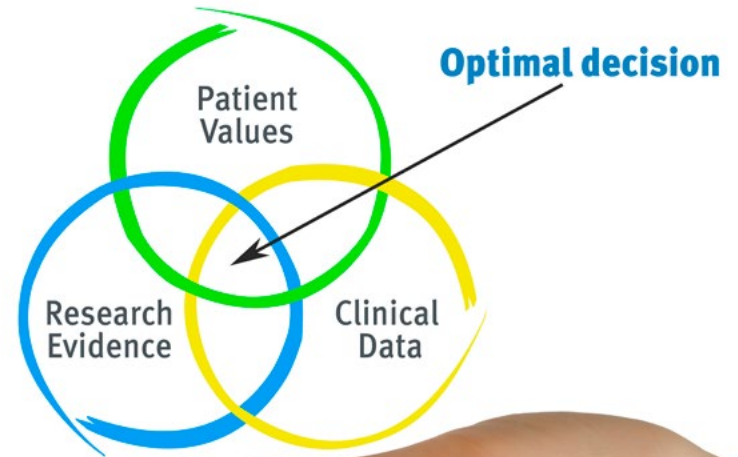 Optimal decision
Patient
Values
Research
Evidence
Clinical
Data